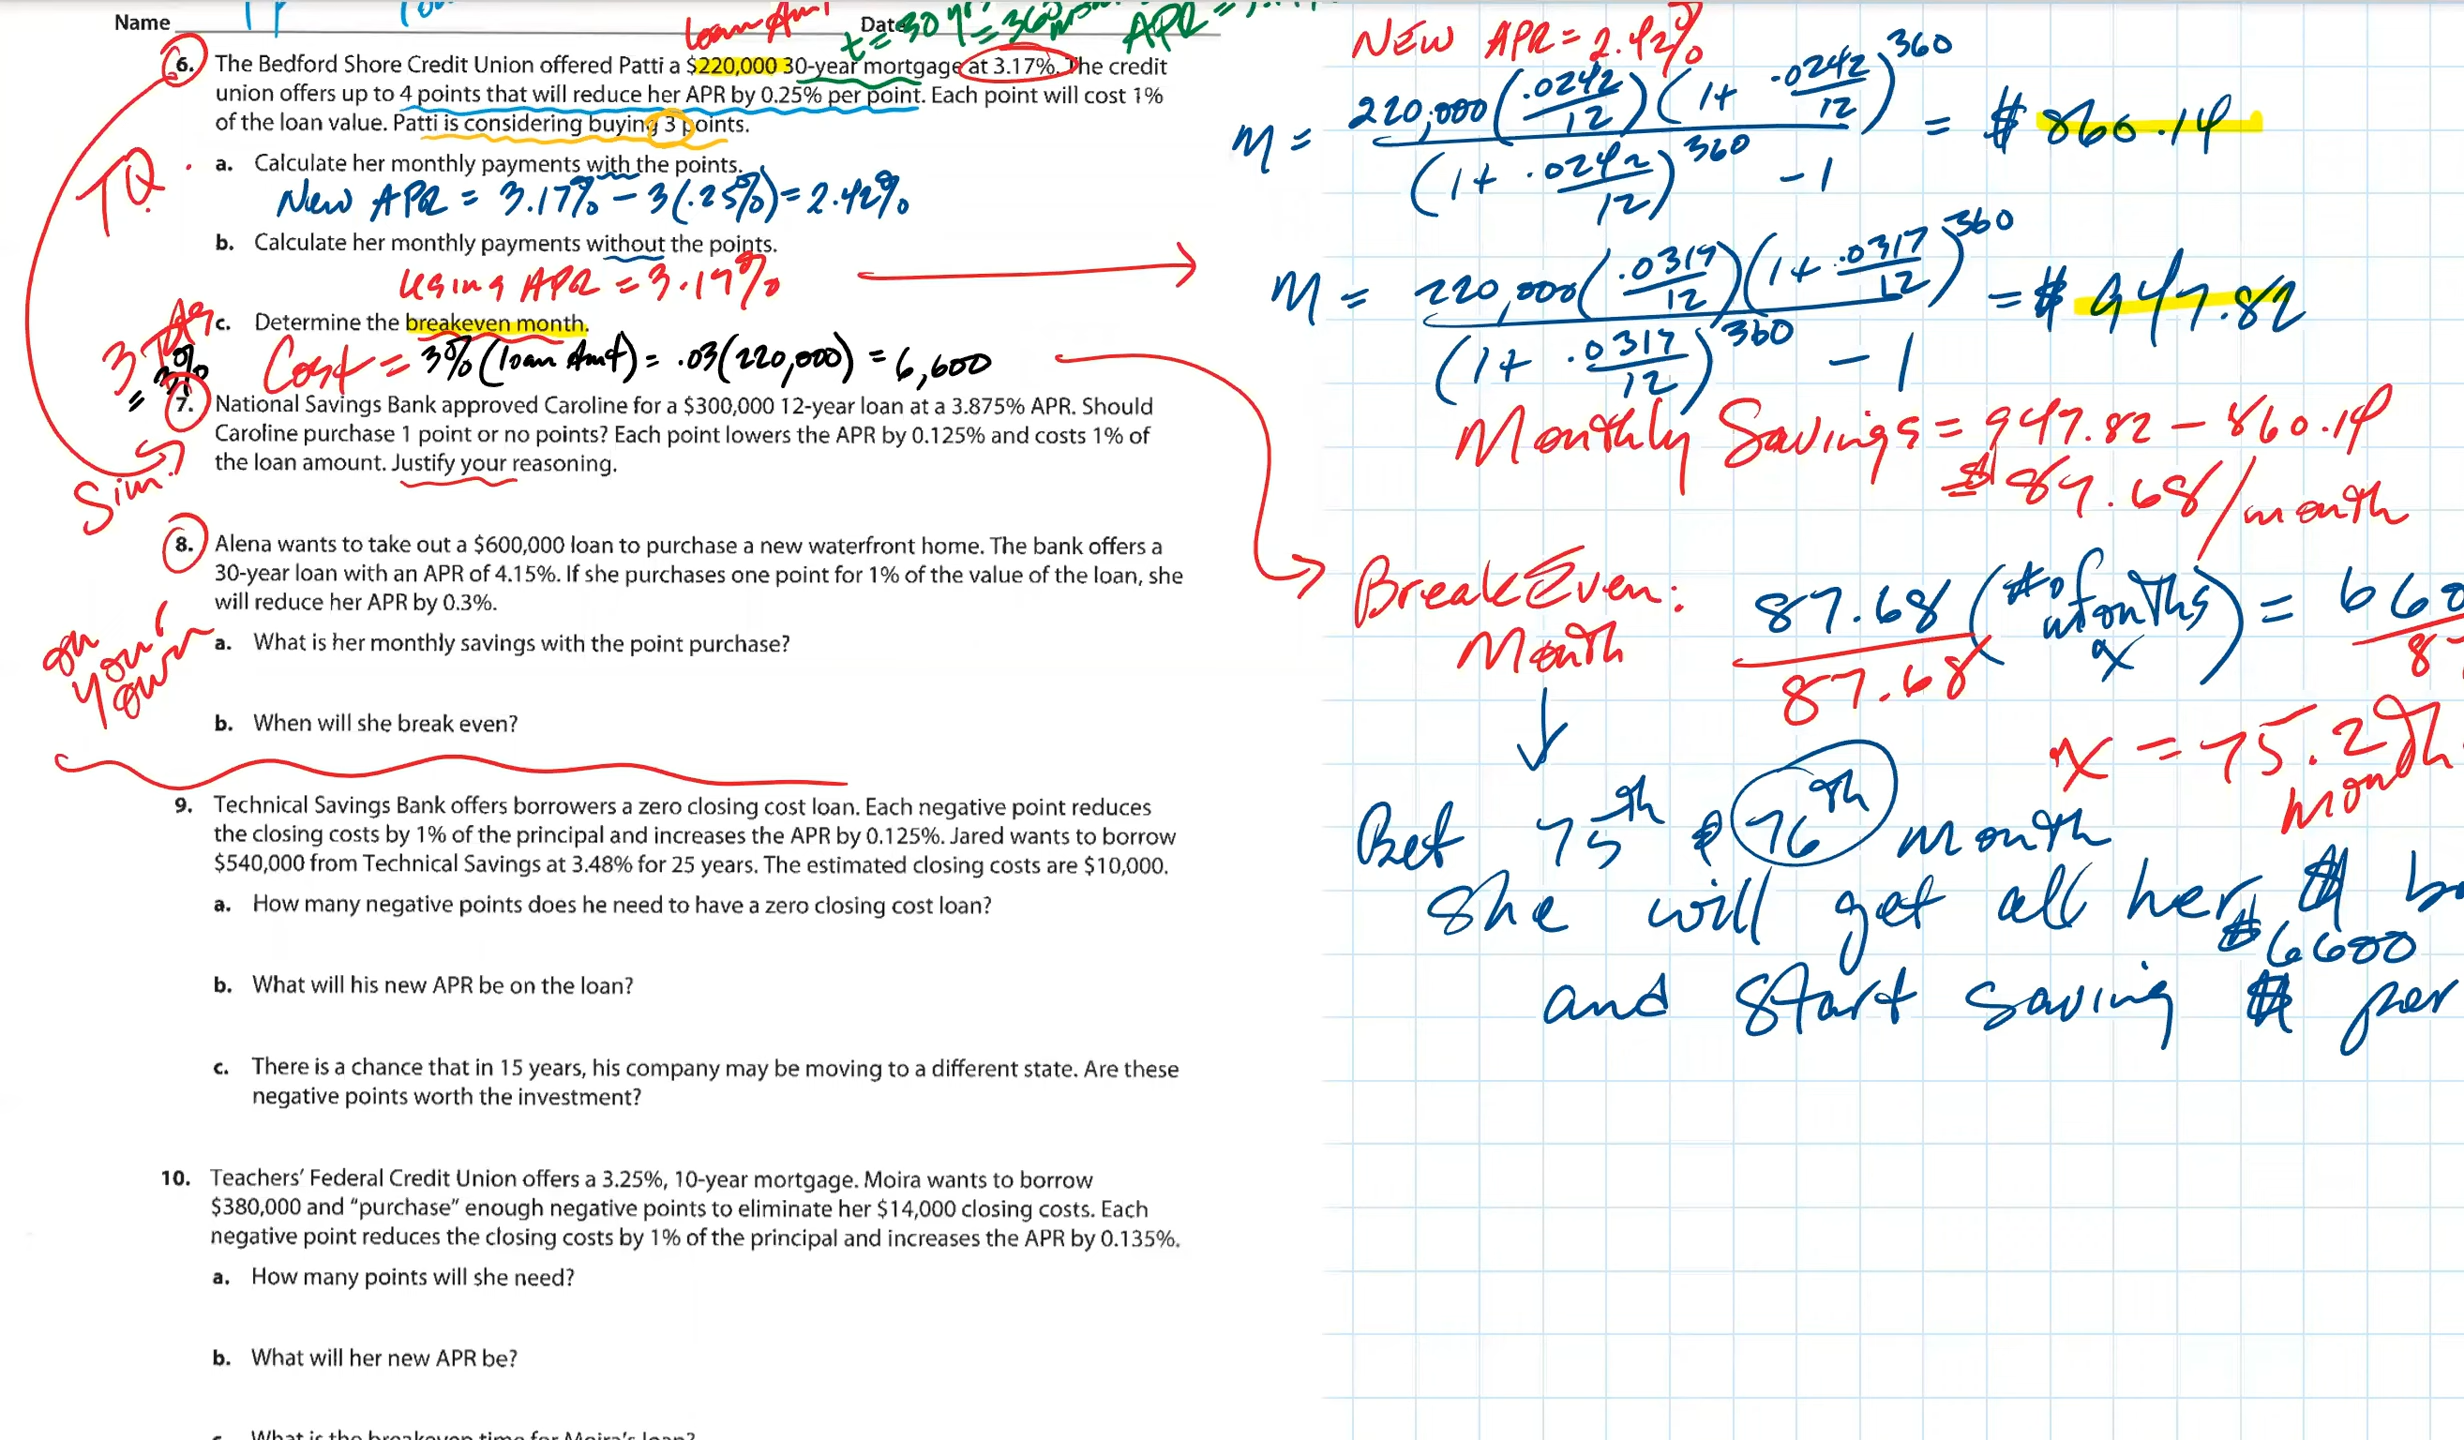 Name Date
loan Amt
t = 30 yr = 360
APR =
6. The Bedford Shore Credit Union offered Patti a $220,000 30-year mortgage at 3.17%. The credit
union offers up to 4 points that will reduce her APR by 0.25% per point. Each point will cost 1%
of the loan value. Patti is considering buying 3 points.
TQ.
a. Calculate her monthly payments with the points.
New APR = 3.17% - 3(.25%) = 2.42%
b. Calculate her monthly payments without the points.
Using APR = 3.17%
c. Determine the breakeven month.
3
= 3%
Cost = 3% (loan Amt) = .03(220,000) = 6,600
7. National Savings Bank approved Caroline for a $300,000 12-year loan at a 3.875% APR. Should
Caroline purchase 1 point or no points? Each point lowers the APR by 0.125% and costs 1% of
the loan amount. Justify your reasoning.
Sim.
8. Alena wants to take out a $600,000 loan to purchase a new waterfront home. The bank offers a
30-year loan with an APR of 4.15%. If she purchases one point for 1% of the value of the loan, she
will reduce her APR by 0.3%.
on
your
own
a. What is her monthly savings with the point purchase?
b. When will she break even?
9. Technical Savings Bank offers borrowers a zero closing cost loan. Each negative point reduces
the closing costs by 1% of the principal and increases the APR by 0.125%. Jared wants to borrow
$540,000 from Technical Savings at 3.48% for 25 years. The estimated closing costs are $10,000.
a. How many negative points does he need to have a zero closing cost loan?
b. What will his new APR be on the loan?
c. There is a chance that in 15 years, his company may be moving to a different state. Are these
negative points worth the investment?
10. Teachers’ Federal Credit Union offers a 3.25%, 10-year mortgage. Moira wants to borrow
$380,000 and “purchase” enough negative points to eliminate her $14,000 closing costs. Each
negative point reduces the closing costs by 1% of the principal and increases the APR by 0.135%.
a. How many points will she need?
b. What will her new APR be?
c. What is the breakeven time for Moira’s loan?
NEW APR = 2.42%
M = 220,000(.0242/12)(1 + .0242/12)^360 / (1 + .0242/12)^360 - 1 = $860.14
M = 220,000(.0317/12)(1 + .0317/12)^360 / (1 + .0317/12)^360 - 1 = $947.82
Monthly Savings = 947.82 - 860.14
$87.68/month
Break Even:
Month
87.68 (# of months) = 660
x
87.68 8
x = 75.2th
mon
Bet 75th & 76th month
she will get all her $
$6600
and start saving $ per